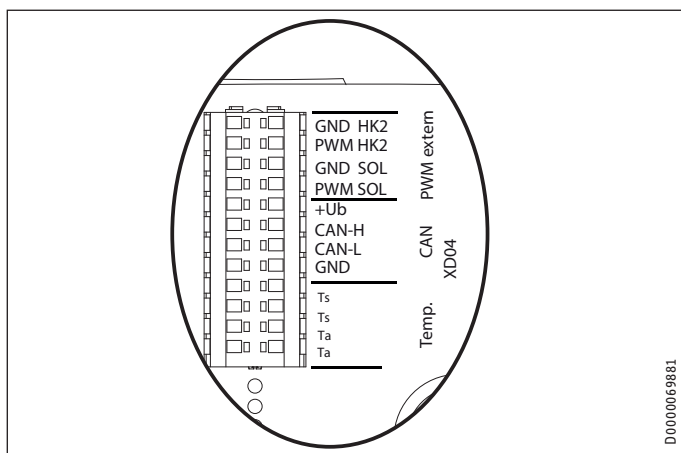 GND HK2
PWM HK2
GND SOL
PWM SOL
PWM extern
+Ub
CAN-H
CAN-L
GND
CAN
XD04
Ts
Ts
Ta
Ta
Temp.
D0000069881